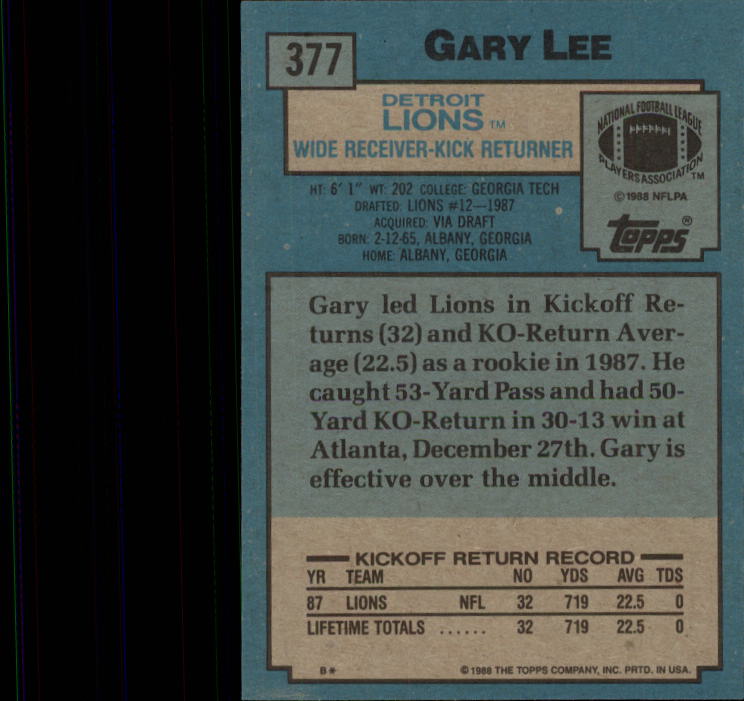 377
GARY LEE
DETROIT
LIONS TM
WIDE RECEIVER-KICK RETURNER
NATIONAL FOOTBALL LEAGUE
PLAYERS ASSOCIATION TM
© 1988 NFLPA
Topps®
HT: 6' 1" WT: 202 COLLEGE: GEORGIA TECH
DRAFTED: LIONS #12—1987
ACQUIRED: VIA DRAFT
BORN: 2-12-65, ALBANY, GEORGIA
HOME: ALBANY, GEORGIA
Gary led Lions in Kickoff Re-
turns (32) and KO-Return Aver-
age (22.5) as a rookie in 1987. He
caught 53-Yard Pass and had 50-
Yard KO-Return in 30-13 win at
Atlanta, December 27th. Gary is
effective over the middle.
KICKOFF RETURN RECORD
YR TEAM NO YDS AVG TDS
87 LIONS NFL 32 719 22.5 0
LIFETIME TOTALS ...... 32 719 22.5 0
B*
© 1988 THE TOPPS COMPANY, INC. PRTD. IN USA.